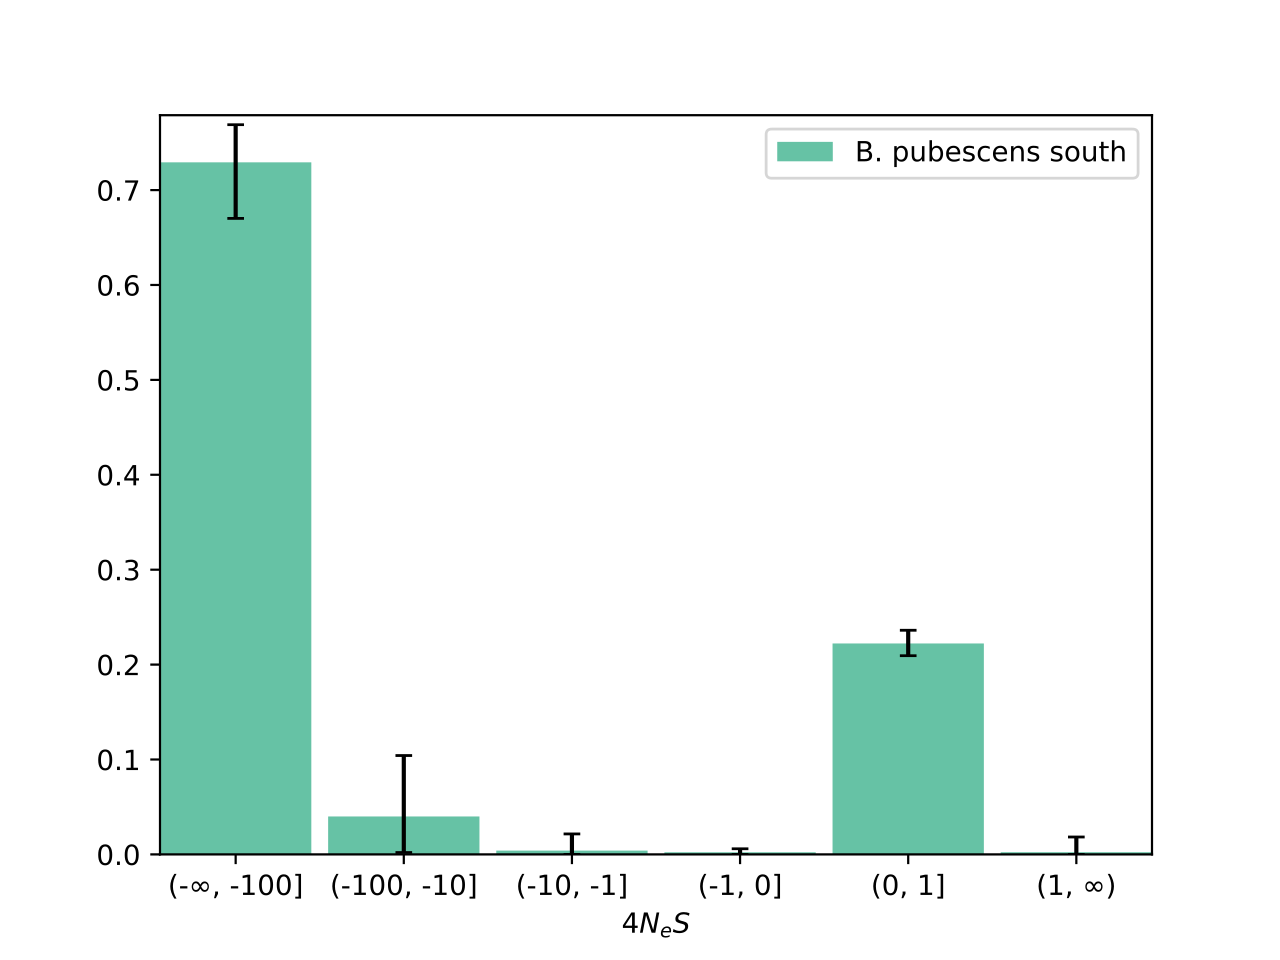 B. pubescens south
0.7
0.6
0.5
0.4
0.3
0.2
0.1
0.0
(-∞, -100] (-100, -10] (-10, -1] (-1, 0] (0, 1] (1, ∞)
4NₑS